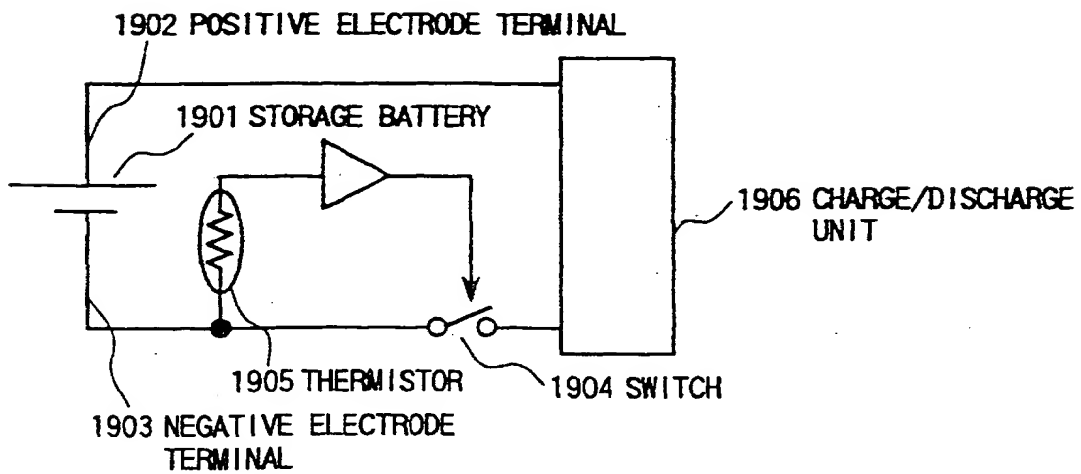 1902 POSITIVE ELECTRODE TERMINAL
1901 STORAGE BATTERY
1906 CHARGE/DISCHARGE
UNIT
1905 THERMISTOR
1904 SWITCH
1903 NEGATIVE ELECTRODE
TERMINAL